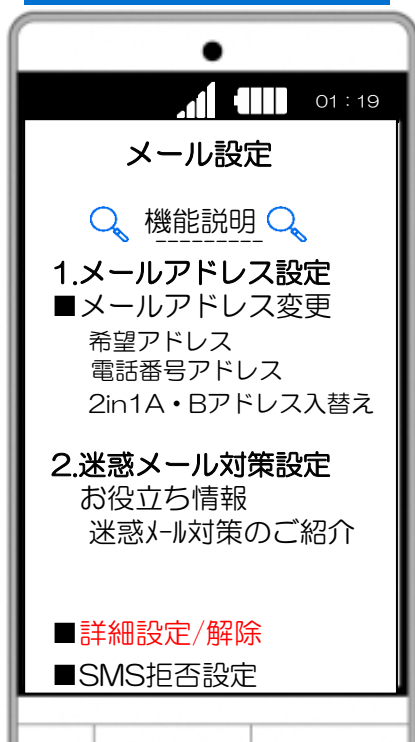 01：19
メール設定
機能説明
1.メールアドレス設定
■メールアドレス変更
希望アドレス
電話番号アドレス
2in1A・Bアドレス入替え
2.迷惑メール対策設定
お役立ち情報
迷惑ﾒｰﾙ対策のご紹介
■詳細設定/解除
■SMS拒否設定